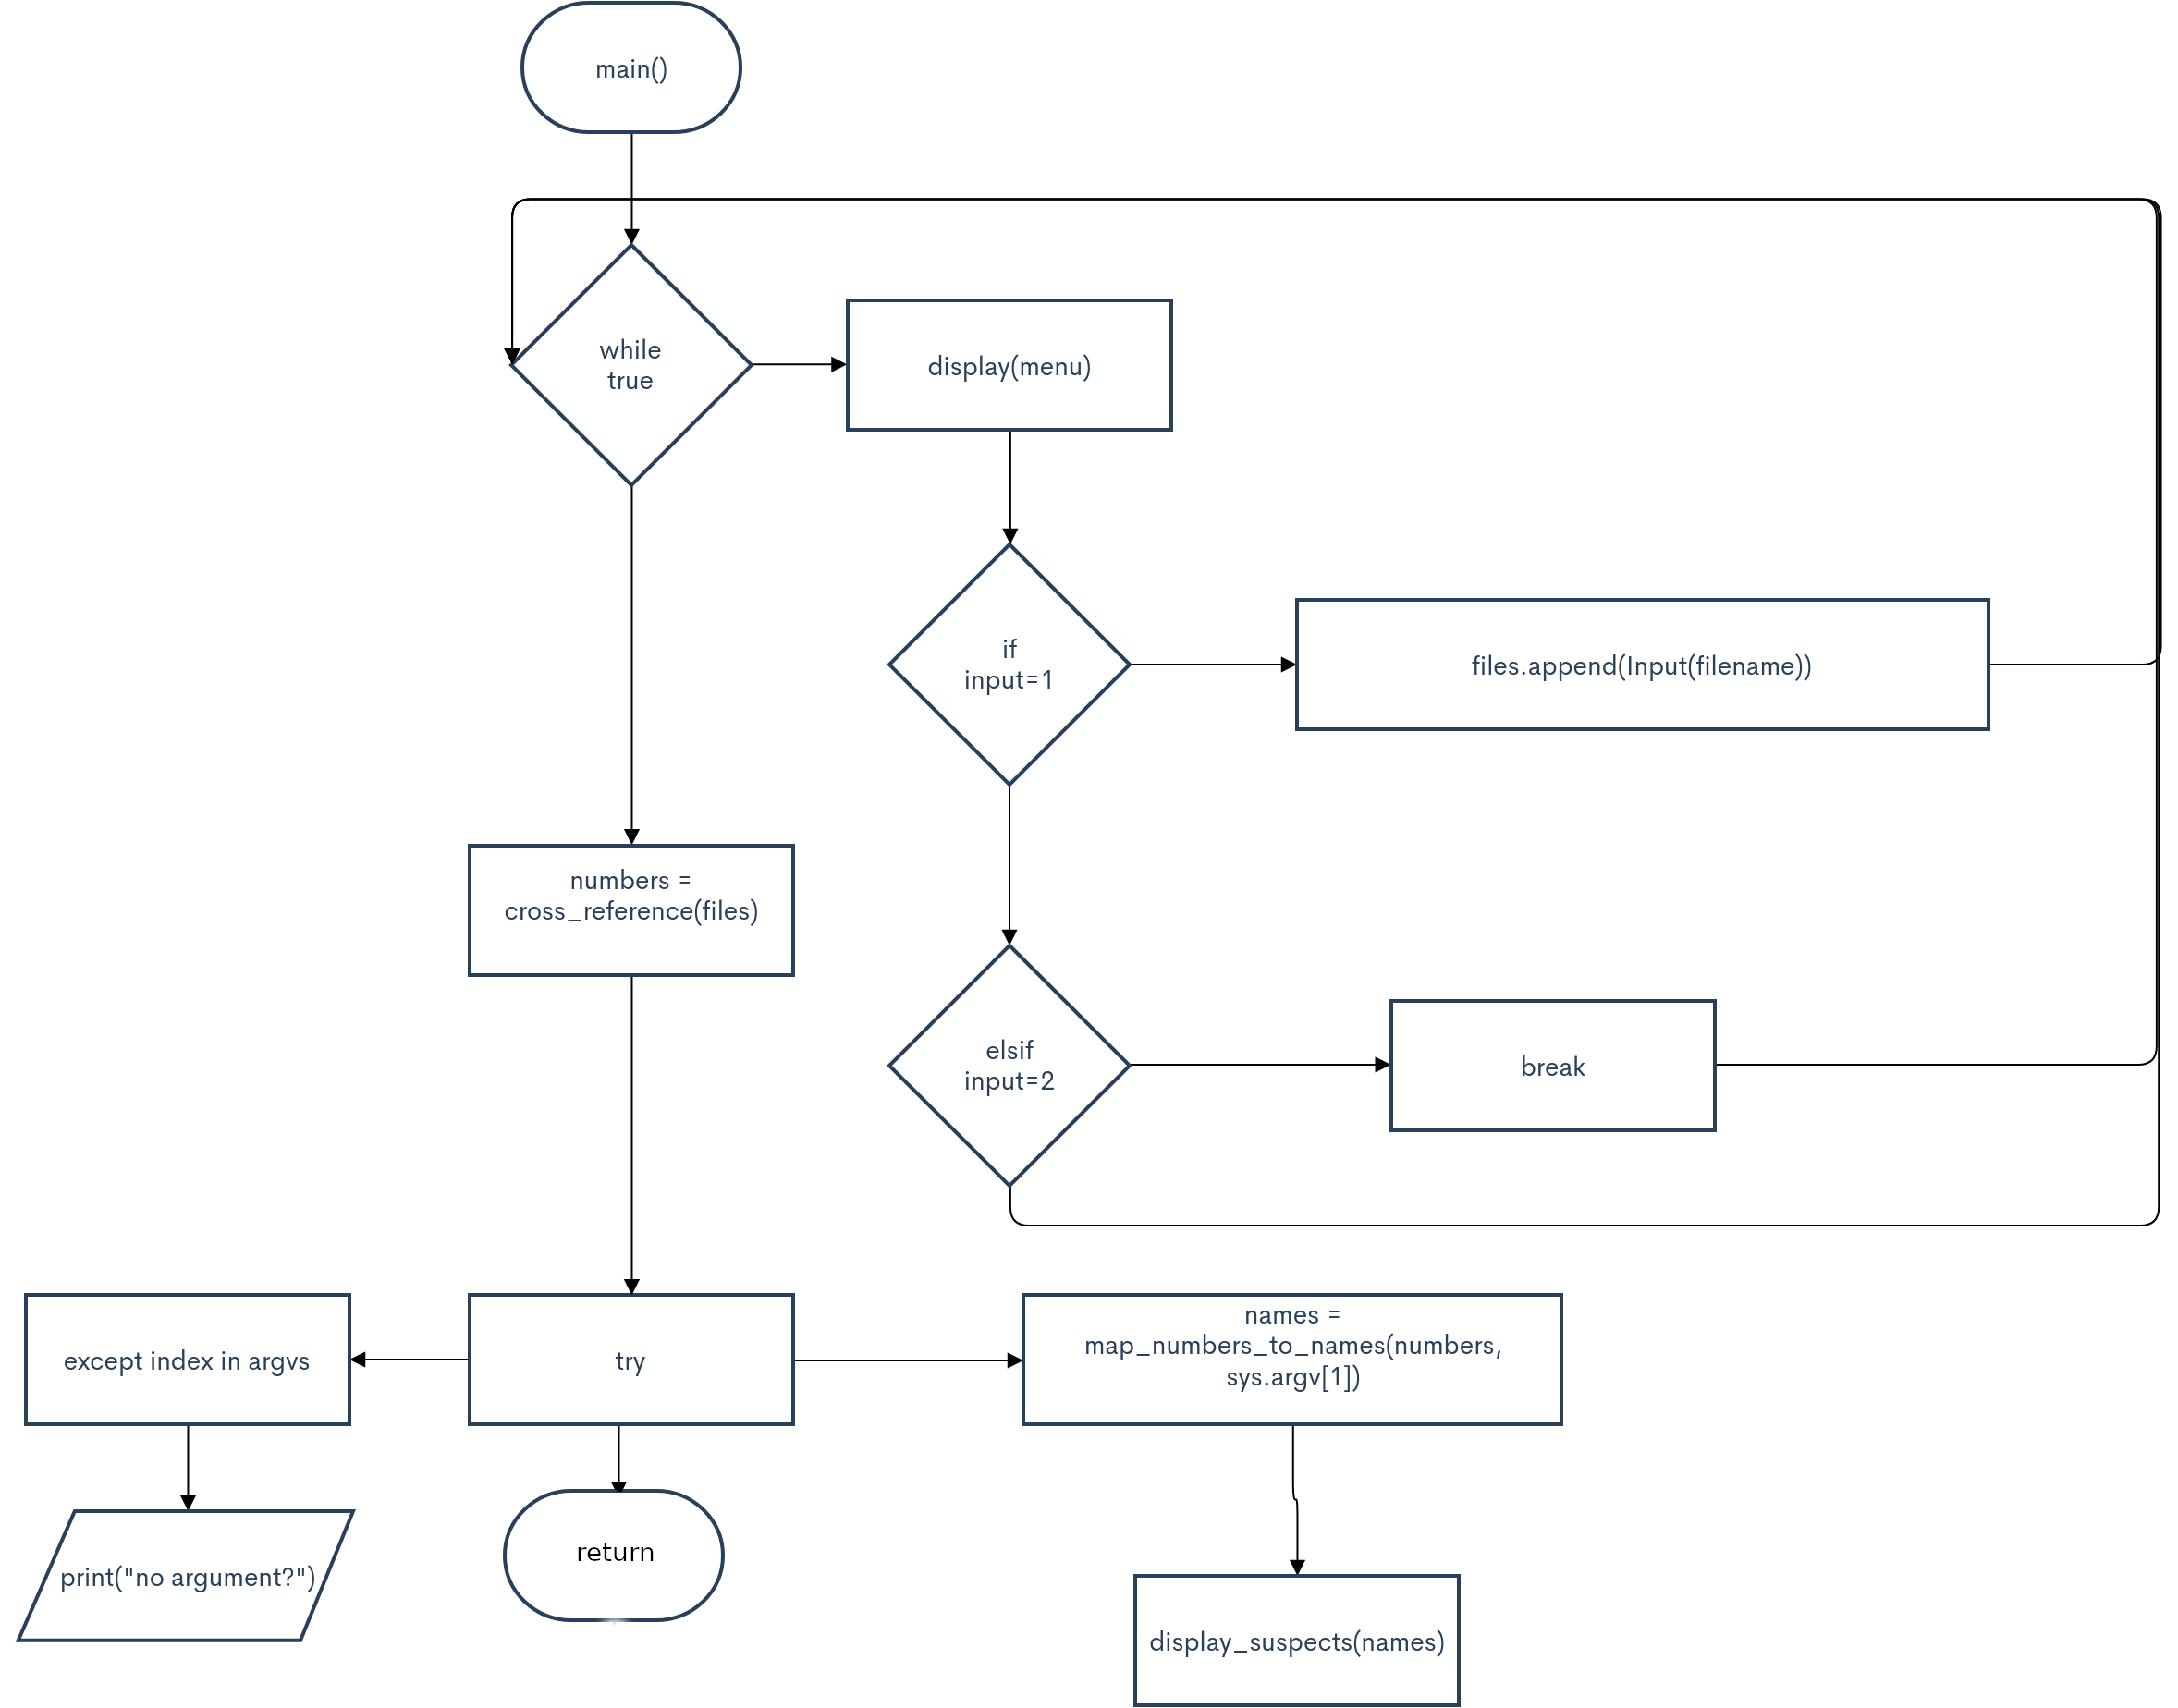 main()
while
true
display(menu)
if
input=1
files.append(Input(filename))
numbers =
cross_reference(files)
elsif
input=2
break
except index in argvs
try
names =
map_numbers_to_names(numbers,
sys.argv[1])
print("no argument?")
return
display_suspects(names)